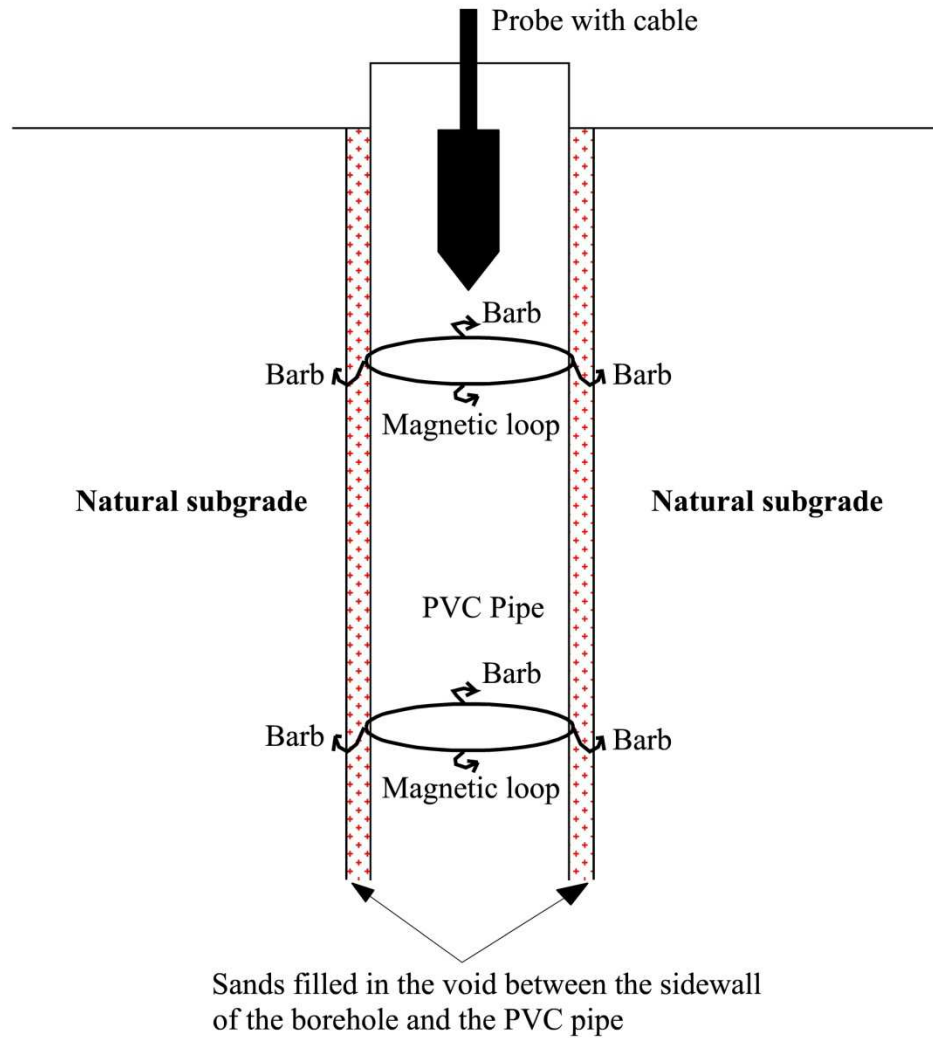 Probe with cable
Barb
Barb
Barb
Magnetic loop
Natural subgrade
Natural subgrade
PVC Pipe
Barb
Barb
Barb
Magnetic loop
Sands filled in the void between the sidewall
of the borehole and the PVC pipe